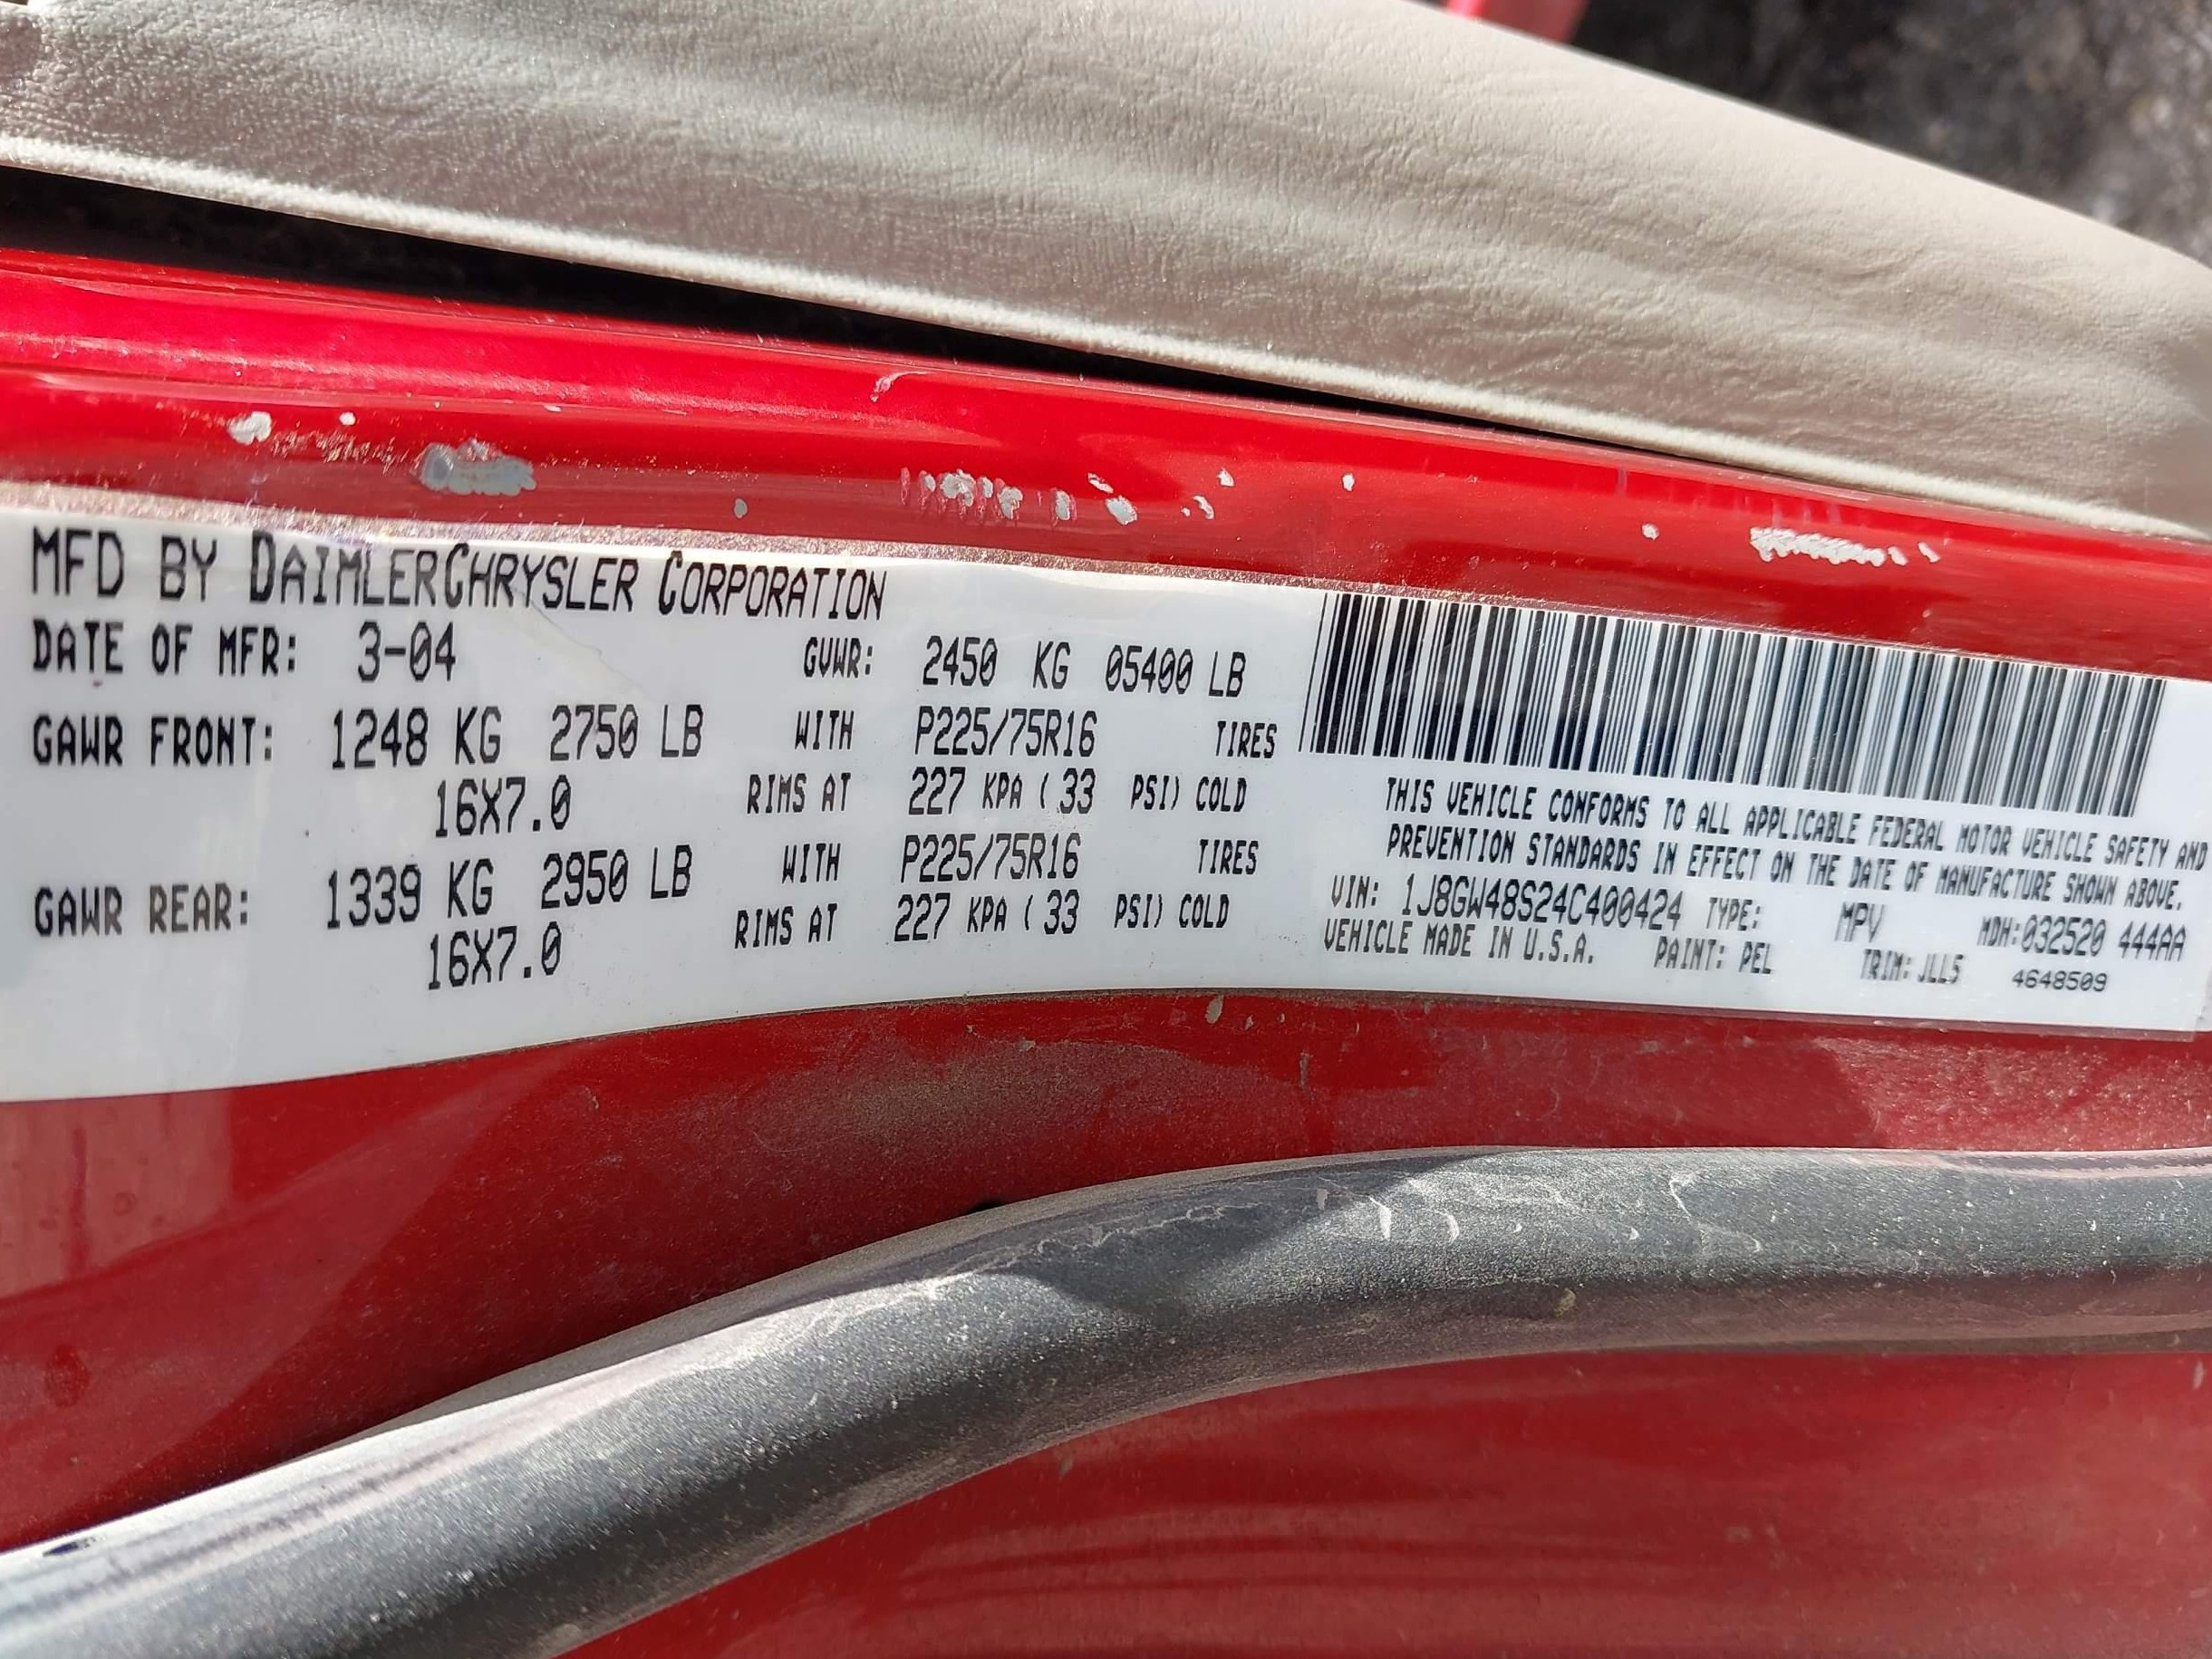 MFD BY DAIMLERCHRYSLER CORPORATION
DATE OF MFR: 3-04 GVWR: 2450 KG 05400 LB
GAWR FRONT: 1248 KG 2750 LB WITH P225/75R16 TIRES
16X7.0 RIMS AT 227 KPA ( 33 PSI) COLD
GAWR REAR: 1339 KG 2950 LB WITH P225/75R16 TIRES
16X7.0 RIMS AT 227 KPA ( 33 PSI) COLD
THIS VEHICLE CONFORMS TO ALL APPLICABLE FEDERAL MOTOR VEHICLE SAFETY AND
PREVENTION STANDARDS IN EFFECT ON THE DATE OF MANUFACTURE SHOWN ABOVE.
VIN: 1J8GW48S24C400424 TYPE: MPV MDH:032520 444AA
VEHICLE MADE IN U.S.A. PAINT: PEL TRIM: JLL5 4648509